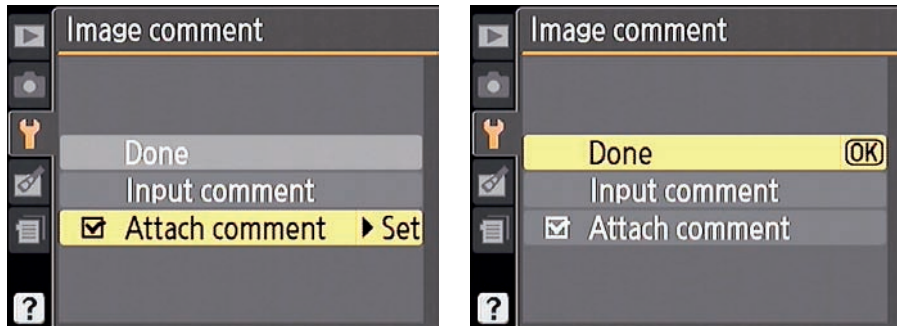 Image comment
Done
Input comment
Attach comment Set
?
Image comment
Done OK
Input comment
Attach comment
?